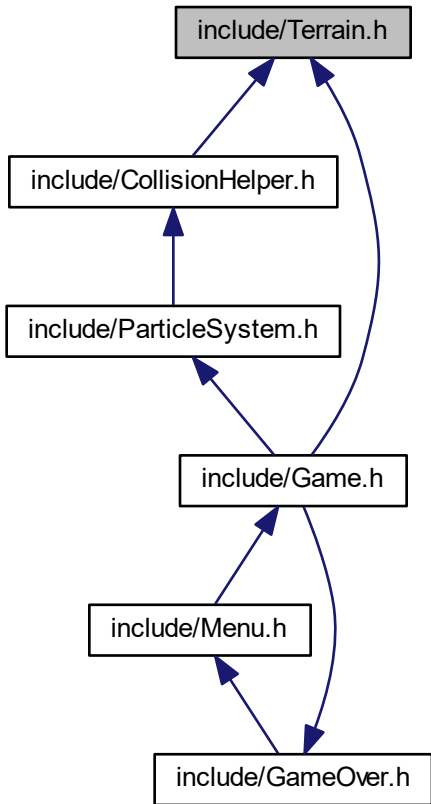 include/Terrain.h
include/CollisionHelper.h
include/ParticleSystem.h
include/Game.h
include/Menu.h
include/GameOver.h